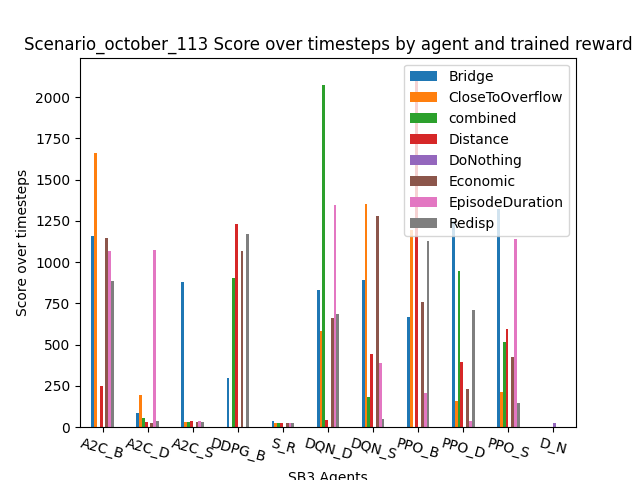 Scenario_october_113 Score over timesteps by agent and trained reward
Score over timesteps
2000
1750
1500
1250
1000
750
500
250
0
Bridge
CloseToOverflow
combined
Distance
DoNothing
Economic
EpisodeDuration
Redisp
A2C_B
A2C_D
A2C_S
DDPG_B
S_R
DQN_D
DQN_S
PPO_B
PPO_D
PPO_S
D_N
SB3 Agents